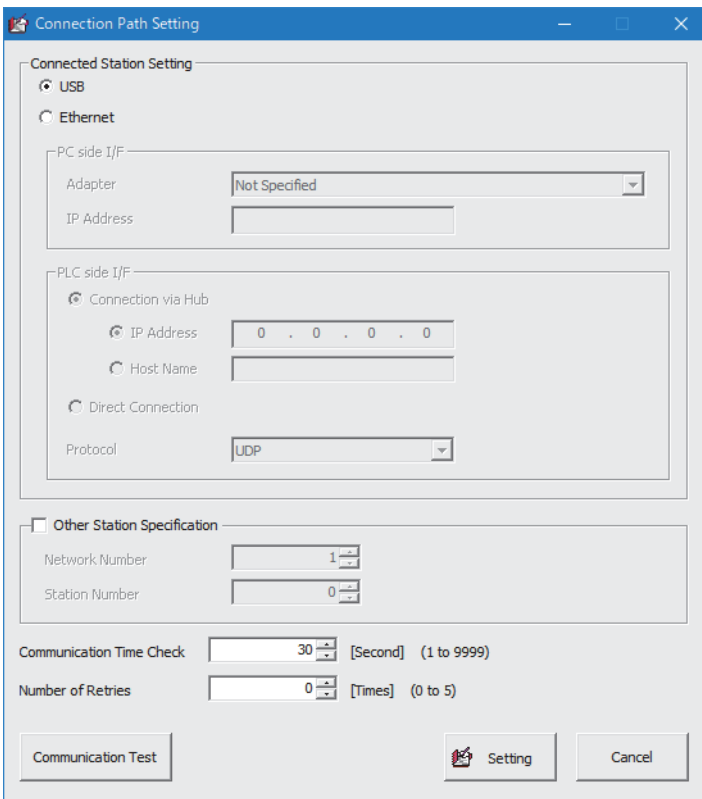 Connection Path Setting
Connected Station Setting
USB
Ethernet
PC side I/F
Adapter Not Specified
IP Address
PLC side I/F
Connection via Hub
IP Address 0 . 0 . 0 . 0
Host Name
Direct Connection
Protocol UDP
Other Station Specification
Network Number 1
Station Number 0
Communication Time Check 30 [Second] (1 to 9999)
Number of Retries 0 [Times] (0 to 5)
Communication Test Setting Cancel